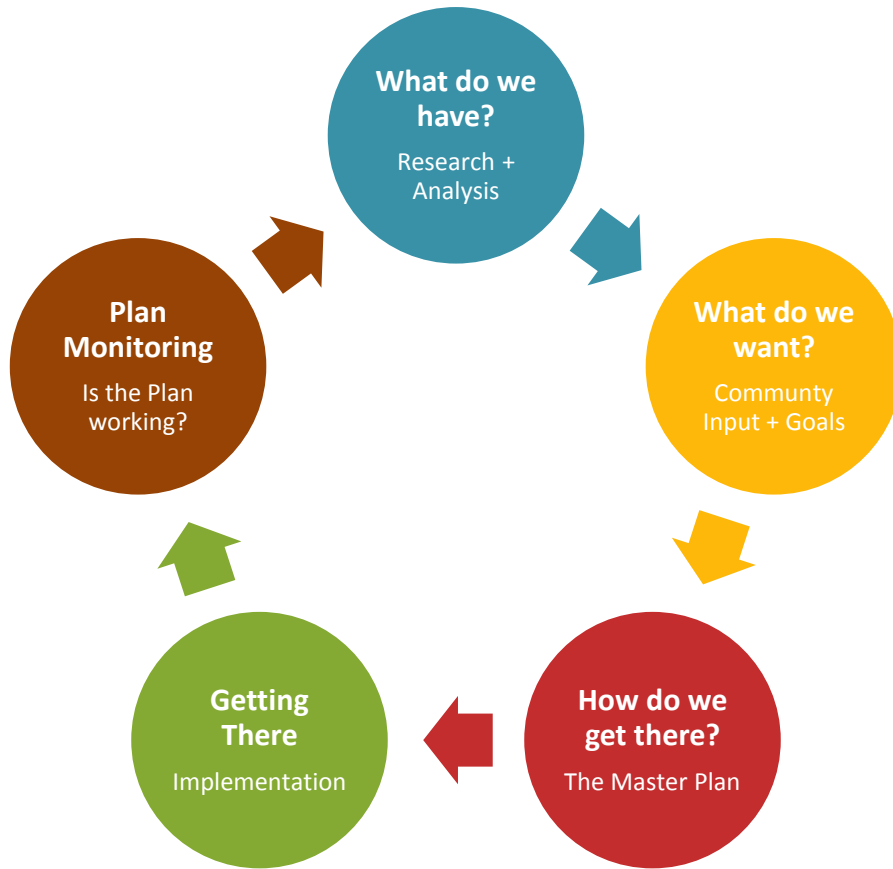 What do we
have?
Research +
Analysis
What do we
want?
Communty
Input + Goals
How do we
get there?
The Master Plan
Getting
There
Implementation
Plan
Monitoring
Is the Plan
working?